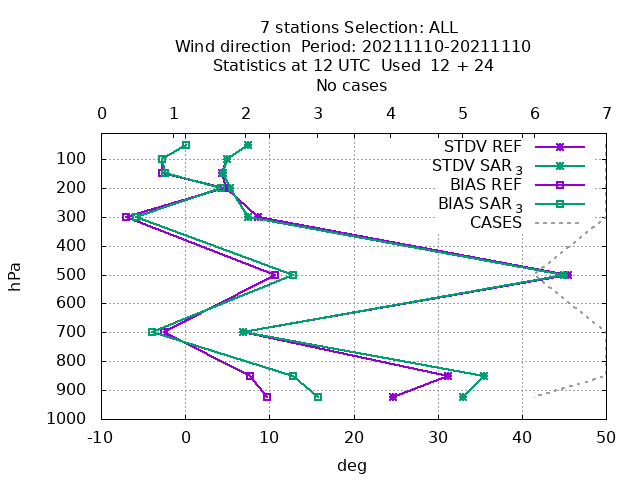 7 stations Selection: ALL
Wind direction  Period: 20211110-20211110
Statistics at 12 UTC  Used  12 + 24
No cases
0 1 2 3 4 5 6 7
STDV REF
STDV SAR 3
BIAS REF
BIAS SAR 3
CASES
100
200
300
400
500
600
700
800
900
1000
hPa
-10 0 10 20 30 40 50
deg